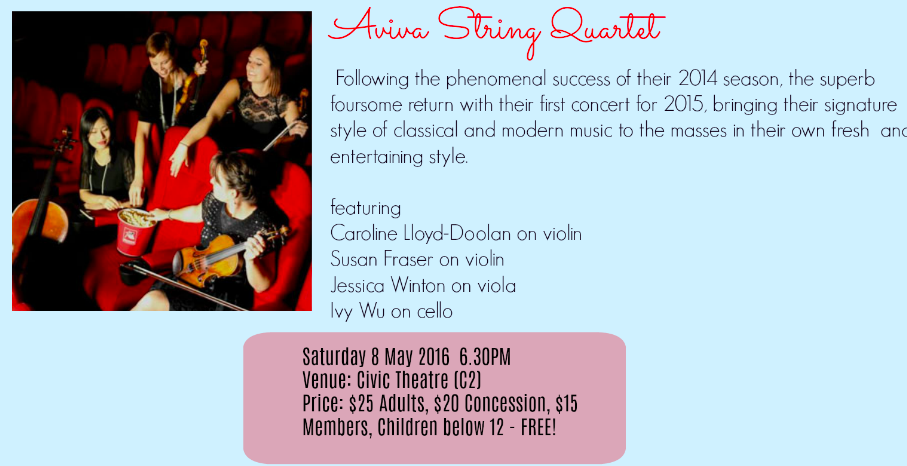 Aviva String Quartet
Following the phenomenal success of their 2014 season, the superb
foursome return with their first concert for 2015, bringing their signature
style of classical and modern music to the masses in their own fresh and
entertaining style.
featuring
Caroline Lloyd-Doolan on violin
Susan Fraser on violin
Jessica Winton on viola
Ivy Wu on cello
Saturday 8 May 2016 6.30PM
Venue: Civic Theatre (C2)
Price: $25 Adults, $20 Concession, $15
Members, Children below 12 - FREE!